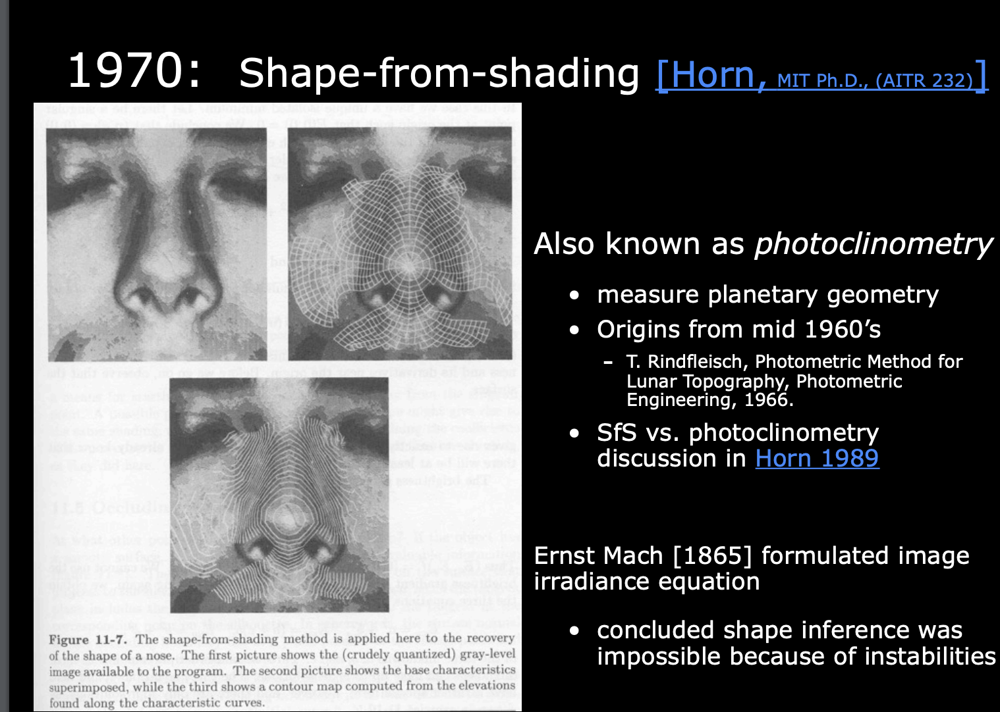 1970: Shape-from-shading [Horn, MIT Ph.D., (AITR 232)]
Figure 11-7. The shape-from-shading method is applied here to the recovery
of the shape of a nose. The first picture shows the (crudely quantized) gray-level
image available to the program. The second picture shows the base characteristics
superimposed, while the third shows a contour map computed from the elevations
found along the characteristic curves.
Also known as photoclinometry
• measure planetary geometry
• Origins from mid 1960’s
– T. Rindfleisch, Photometric Method for
Lunar Topography, Photometric
Engineering, 1966.
• SfS vs. photoclinometry
discussion in Horn 1989
Ernst Mach [1865] formulated image
irradiance equation
• concluded shape inference was
impossible because of instabilities